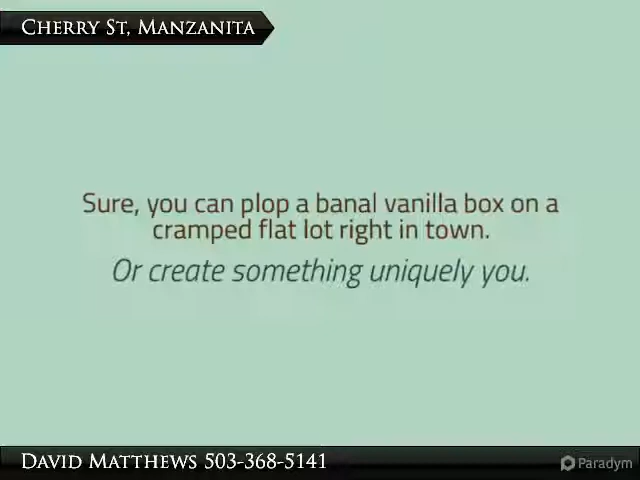 Cherry St, Manzanita
Sure, you can plop a banal vanilla box on a
cramped flat lot right in town.
Or create something uniquely you.
David Matthews 503-368-5141
Paradym